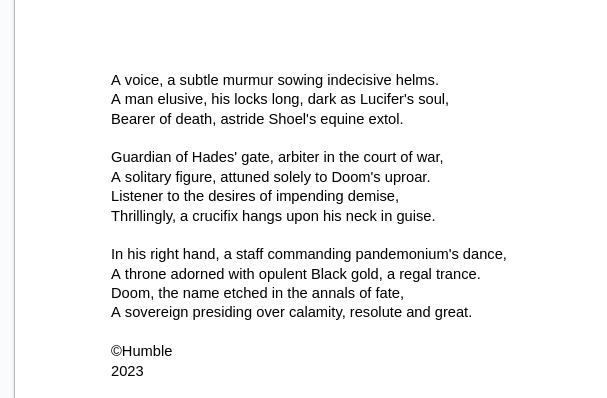 A voice, a subtle murmur sowing indecisive helms.
A man elusive, his locks long, dark as Lucifer's soul,
Bearer of death, astride Shoel's equine extol.
Guardian of Hades' gate, arbiter in the court of war,
A solitary figure, attuned solely to Doom's uproar.
Listener to the desires of impending demise,
Thrillingly, a crucifix hangs upon his neck in guise.
In his right hand, a staff commanding pandemonium's dance,
A throne adorned with opulent Black gold, a regal trance.
Doom, the name etched in the annals of fate,
A sovereign presiding over calamity, resolute and great.
©Humble
2023